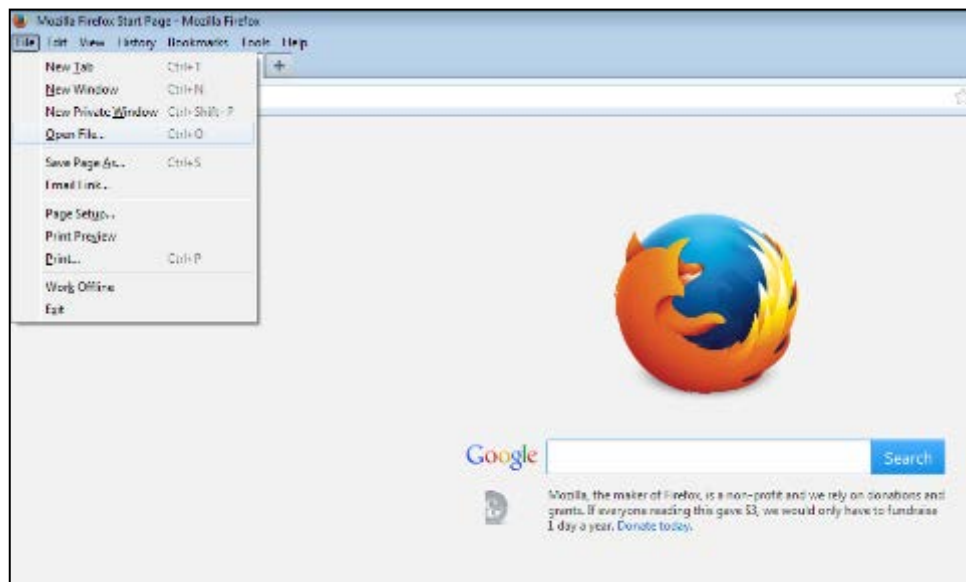 Mozilla Firefox Start Page - Mozilla Firefox
File Edit View History Bookmarks Tools Help
New Tab Ctrl+T
+
New Window Ctrl+N
New Private Window Ctrl+Shift+P
Open File... Ctrl+O
Save Page As... Ctrl+S
Email Link...
Page Setup...
Print Preview
Print... Ctrl+P
Work Offline
Exit
Google
Search
Mozilla, the maker of Firefox, is a non-profit and we rely on donations and
grants. If everyone reading this gave $3, we would only have to fundraise
1 day a year. Donate today.